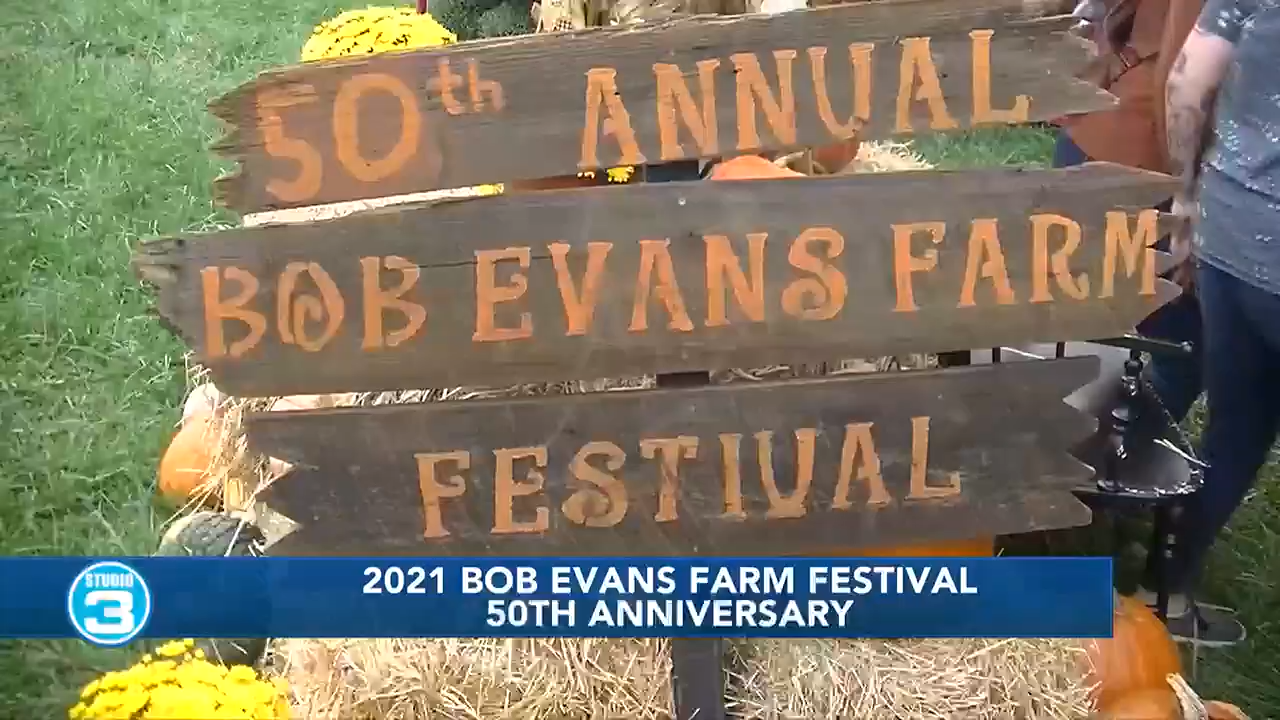 50th ANNUAL
BOB EVANS FARM
FESTIVAL
STUDIO
3
2021 BOB EVANS FARM FESTIVAL
50TH ANNIVERSARY